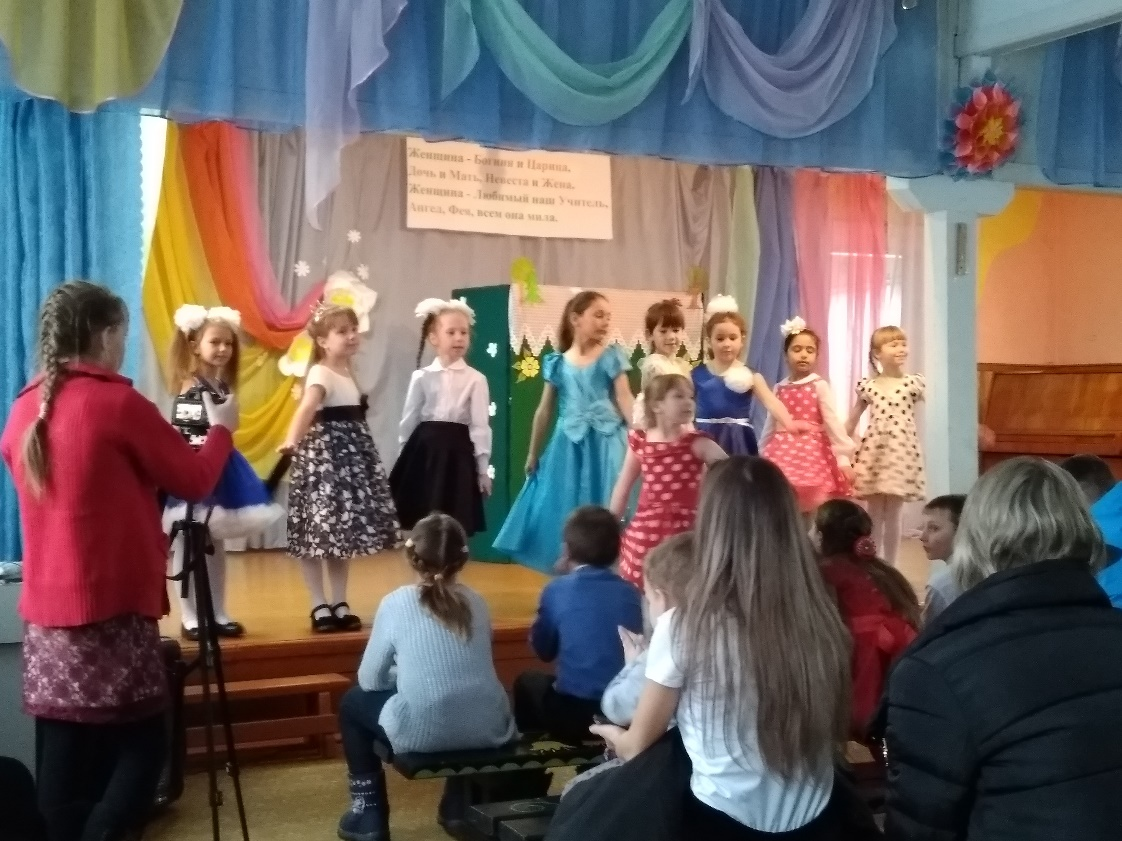 Женщина - Богиня и Царица,
Дочь и Мать, Невеста и Жена.
Женщина - Любимый наш Учитель,
Ангел, Фея, всем она мила.